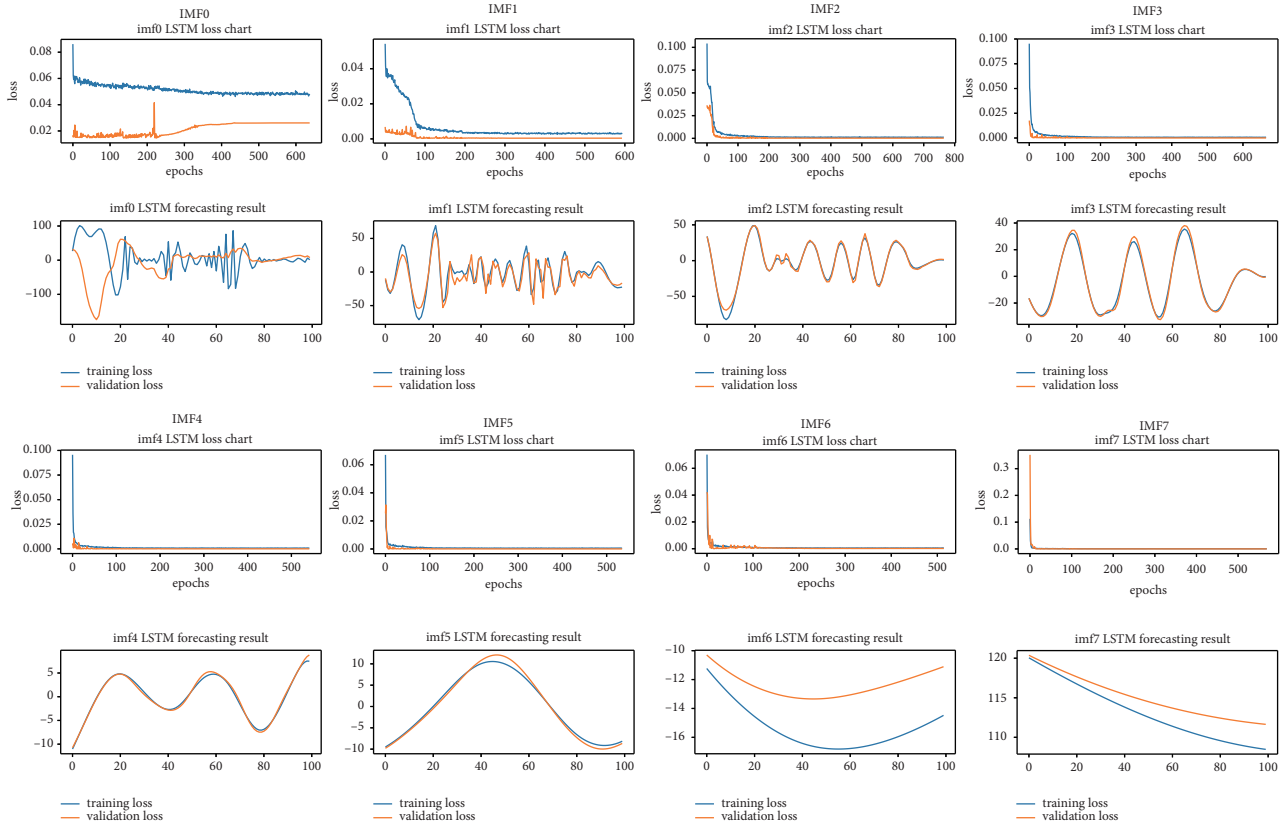 IMF0
imf0 LSTM loss chart
0.08
0.06
0.04
0.02
loss
0 100 200 300 400 500 600
epochs
IMF1
imf1 LSTM loss chart
0.04
0.02
0.000
loss
0 100 200 300 400 500 600
epochs
IMF2
imf2 LSTM loss chart
0.100
0.075
0.050
0.025
0.000
loss
0 100 200 300 400 500 600 700 800
epochs
IMF3
imf3 LSTM loss chart
0.100
0.075
0.050
0.025
0.000
loss
0 100 200 300 400 500 600
epochs
imf0 LSTM forecasting result
100
0
−100
0 20 40 60 80 100
training loss
validation loss
imf1 LSTM forecasting result
50
0
−50
0 20 40 60 80 100
training loss
validation loss
imf2 LSTM forecasting result
50
0
−50
0 20 40 60 80 100
training loss
validation loss
imf3 LSTM forecasting result
40
20
0
−20
0 20 40 60 80 100
training loss
validation loss
IMF4
imf4 LSTM loss chart
0.100
0.075
0.050
0.025
0.000
loss
0 100 200 300 400 500
epochs
IMF5
imf5 LSTM loss chart
0.06
0.04
0.02
0.000
loss
0 100 200 300 400 500
epochs
IMF6
imf6 LSTM loss chart
0.06
0.04
0.02
0.00
loss
0 100 200 300 400 500
epochs
IMF7
imf7 LSTM loss chart
0.3
0.2
0.1
0.0
loss
0 100 200 300 400 500
epochs
imf4 LSTM forecasting result
5
0
−5
−10
0 20 40 60 80 100
training loss
validation loss
imf5 LSTM forecasting result
10
5
0
−5
−10
0 20 40 60 80 100
training loss
validation loss
imf6 LSTM forecasting result
−10
−12
−14
−16
0 20 40 60 80 100
training loss
validation loss
imf7 LSTM forecasting result
120
115
110
0 20 40 60 80 100
training loss
validation loss